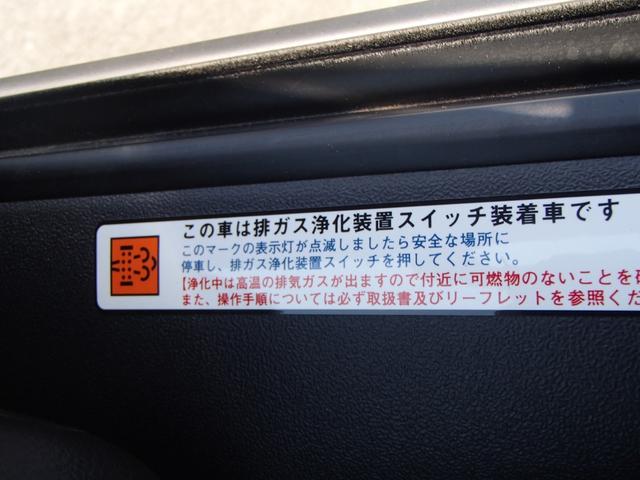 この車は排ガス浄化装置スイッチ装着車です
このマークの表示灯が点滅しましたら安全な場所に
停車し、排ガス浄化装置スイッチを押してください。
【浄化中は高温の排気ガスが出ますので付近に可燃物のないことを確
また、操作手順については必ず取扱書及びリーフレットを参照くだ